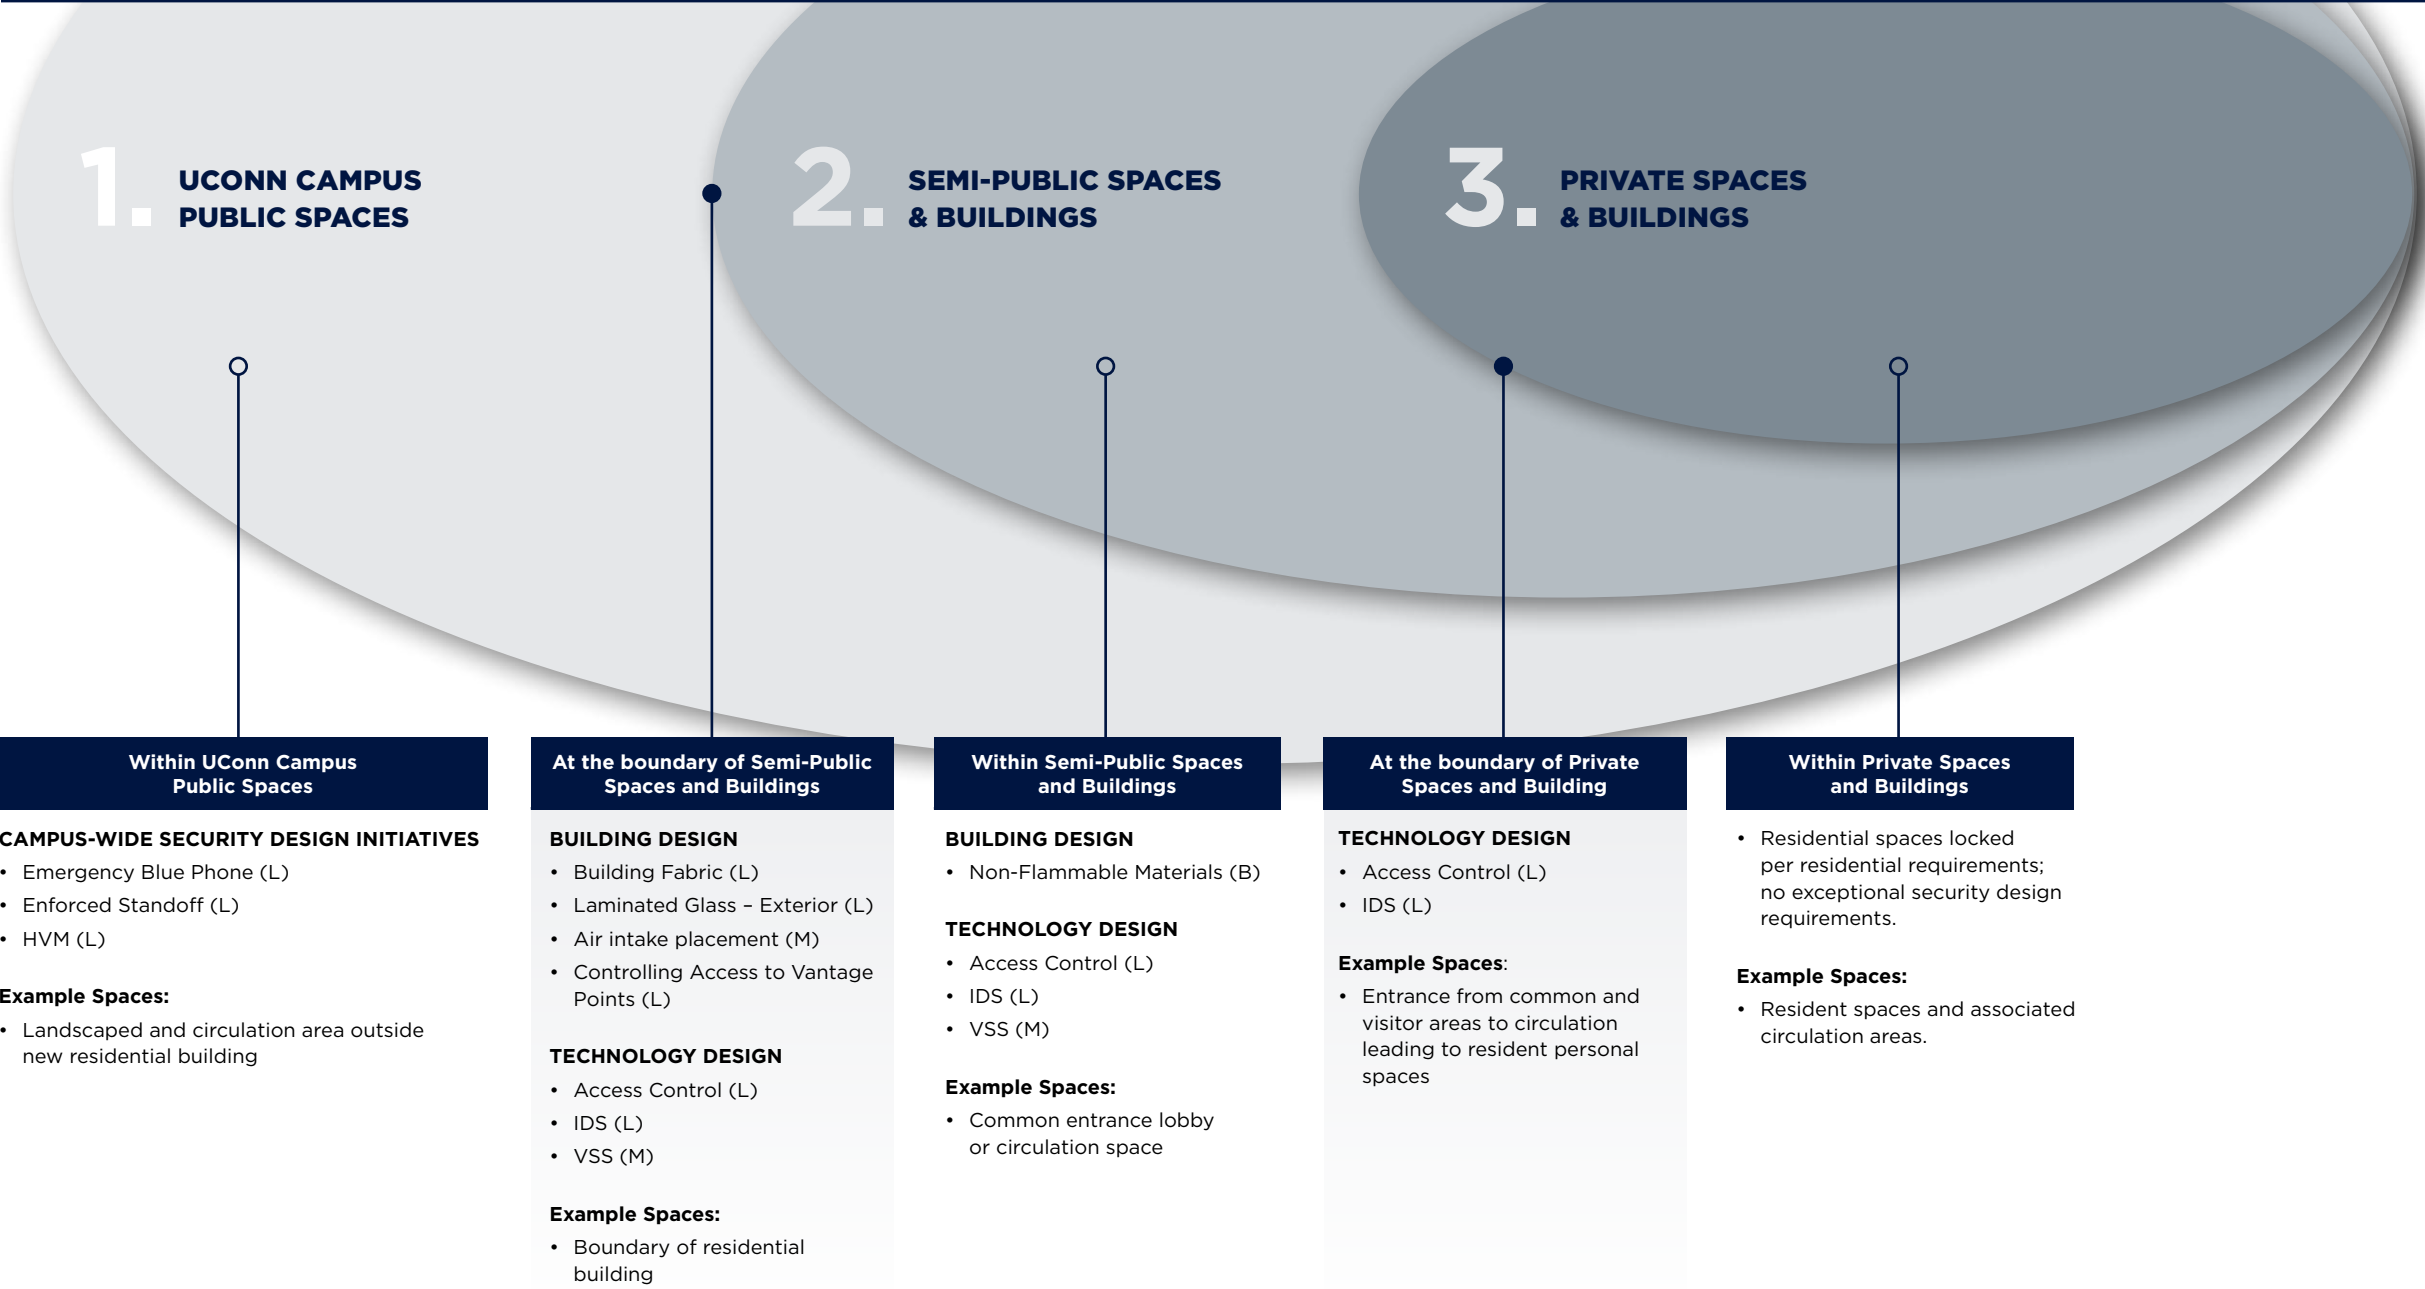 1.
UCONN CAMPUS
PUBLIC SPACES
2.
SEMI-PUBLIC SPACES
& BUILDINGS
3.
PRIVATE SPACES
& BUILDINGS
Within UConn Campus
Public Spaces
CAMPUS-WIDE SECURITY DESIGN INITIATIVES
• Emergency Blue Phone (L)
• Enforced Standoff (L)
• HVM (L)
Example Spaces:
• Landscaped and circulation area outside
new residential building
At the boundary of Semi-Public
Spaces and Buildings
BUILDING DESIGN
• Building Fabric (L)
• Laminated Glass – Exterior (L)
• Air intake placement (M)
• Controlling Access to Vantage
Points (L)
TECHNOLOGY DESIGN
• Access Control (L)
• IDS (L)
• VSS (M)
Example Spaces:
• Boundary of residential
building
Within Semi-Public Spaces
and Buildings
BUILDING DESIGN
• Non-Flammable Materials (B)
TECHNOLOGY DESIGN
• Access Control (L)
• IDS (L)
• VSS (M)
Example Spaces:
• Common entrance lobby
or circulation space
At the boundary of Private
Spaces and Building
TECHNOLOGY DESIGN
• Access Control (L)
• IDS (L)
Example Spaces:
• Entrance from common and
visitor areas to circulation
leading to resident personal
spaces
Within Private Spaces
and Buildings
• Residential spaces locked
per residential requirements;
no exceptional security design
requirements.
Example Spaces:
• Resident spaces and associated
circulation areas.